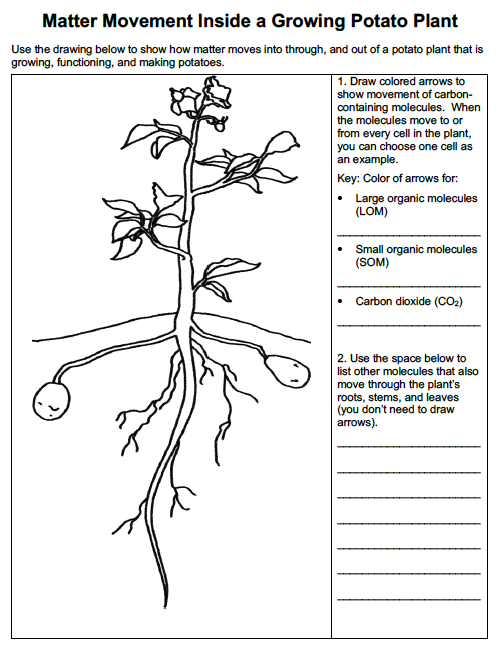 Matter Movement Inside a Growing Potato Plant
Use the drawing below to show how matter moves into through, and out of a potato plant that is
growing, functioning, and making potatoes.
1. Draw colored arrows to
show movement of carbon-
containing molecules.  When
the molecules move to or
from every cell in the plant,
you can choose one cell as
an example.
Key: Color of arrows for:
• Large organic molecules
(LOM)
• Small organic molecules
(SOM)
• Carbon dioxide (CO₂)
2. Use the space below to
list other molecules that also
move through the plant's
roots, stems, and leaves
(you don't need to draw
arrows).